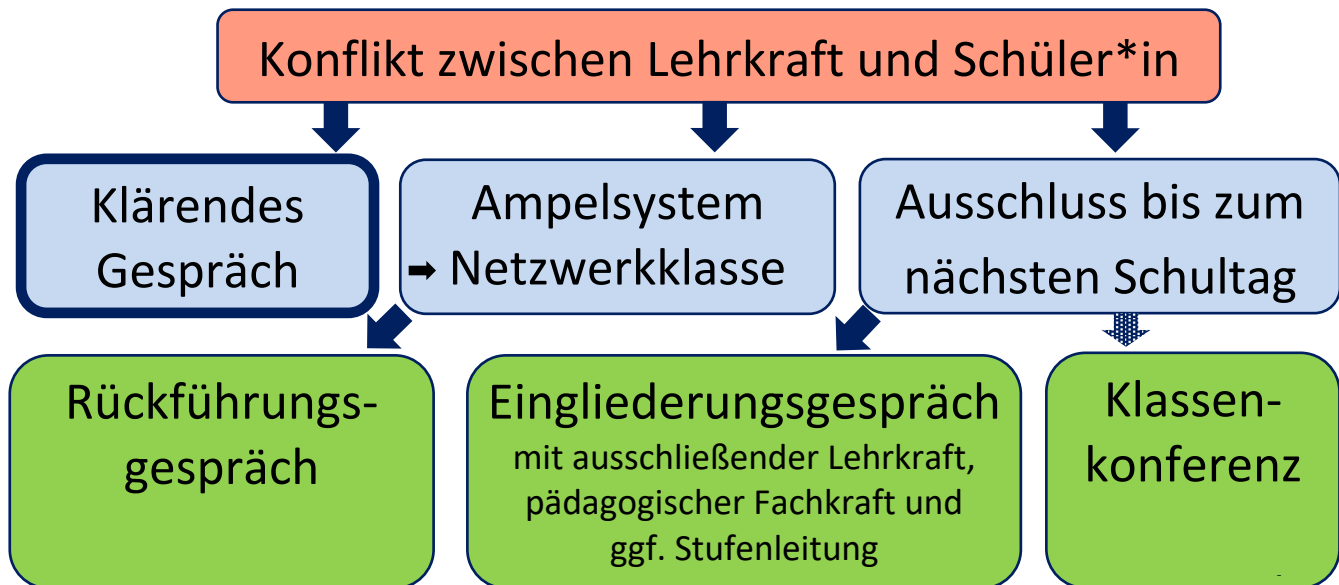 Konflikt zwischen Lehrkraft und Schüler*in
Klärendes
Gespräch
Ampelsystem
➡ Netzwerkklasse
Ausschluss bis zum
nächsten Schultag
Rückführungs-
gespräch
Eingliederungsgespräch
mit ausschließender Lehrkraft,
pädagogischer Fachkraft und
ggf. Stufenleitung
Klassen-
konferenz